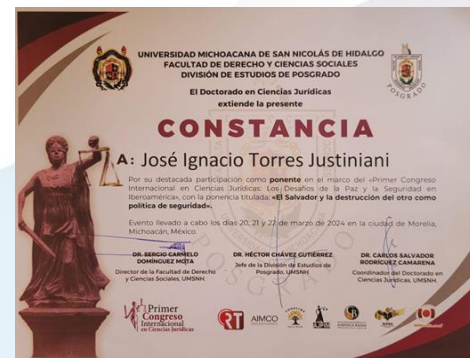 UNIVERSIDAD MICHOACANA DE SAN NICOLÁS DE HIDALGO
FACULTAD DE DERECHO Y CIENCIAS SOCIALES
DIVISIÓN DE ESTUDIOS DE POSGRADO
POSGRADO
El Doctorado en Ciencias Jurídicas
extiende la presente
CONSTANCIA
A: José Ignacio Torres Justiniani
Por su destacada participación como ponente en el marco del «Primer Congreso
Internacional en Ciencias Jurídicas: Los Desafíos de la Paz y la Seguridad en
Iberoamérica», con la ponencia titulada: «El Salvador y la destrucción del otro como
política de seguridad».
Evento llevado a cabo los días 20, 21 y 22 de marzo de 2024 en la ciudad de Morelia,
Michoacán, México.
POSGRADO
DR. SERGIO CARMELO
DOMÍNGUEZ MOTA
Director de la Facultad de Derecho
y Ciencias Sociales, UMSNH.
DR. HÉCTOR CHÁVEZ GUTIÉRREZ
Jefe de la División de Estudios de
Posgrado, UMSNH.
DR. CARLOS SALVADOR
RODRÍGUEZ CAMARENA
Coordinador del Doctorado en
Ciencias Jurídicas, UMSNH.
Primer
Congreso
Internacional
en Ciencias Jurídicas
RT
AIMCO